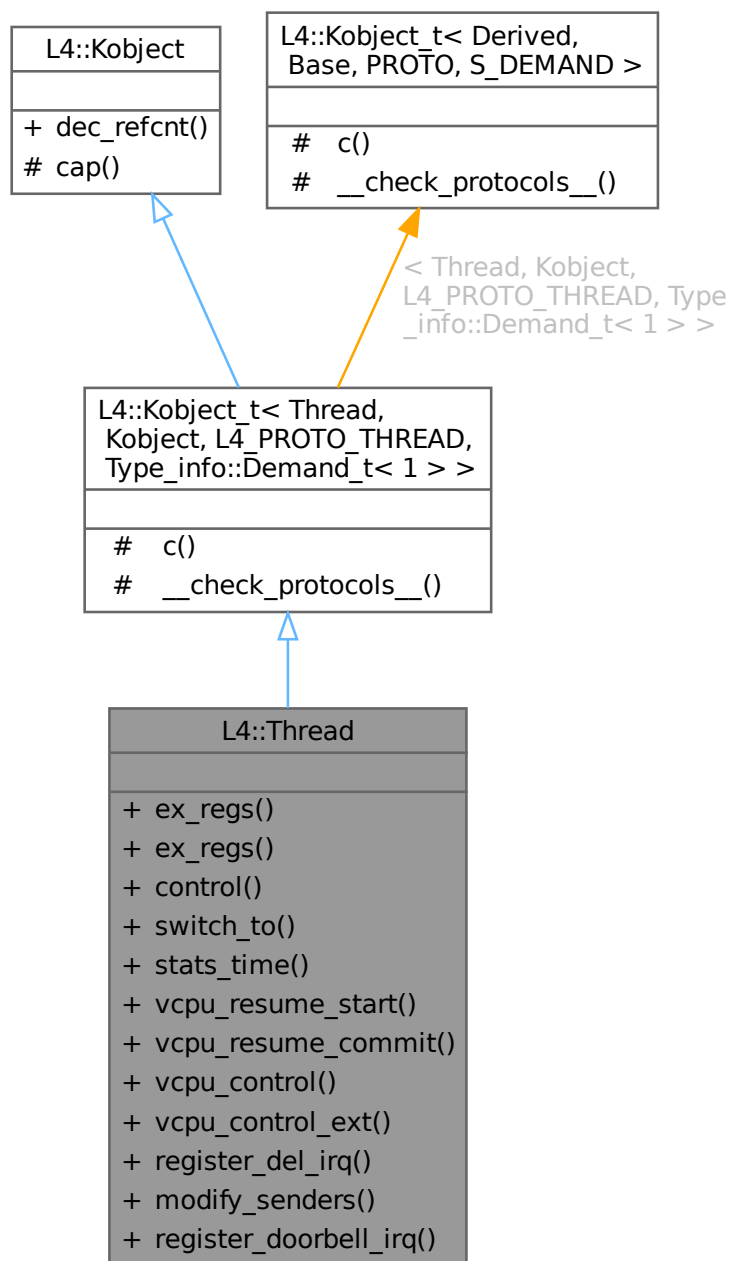 L4::Kobject
+ dec_refcnt()
# cap()
L4::Kobject_t< Derived,
Base, PROTO, S_DEMAND >
# c()
# __check_protocols__()
< Thread, Kobject,
L4_PROTO_THREAD, Type
_info::Demand_t< 1 > >
L4::Kobject_t< Thread,
Kobject, L4_PROTO_THREAD,
Type_info::Demand_t< 1 > >
# c()
# __check_protocols__()
L4::Thread
+ ex_regs()
+ ex_regs()
+ control()
+ switch_to()
+ stats_time()
+ vcpu_resume_start()
+ vcpu_resume_commit()
+ vcpu_control()
+ vcpu_control_ext()
+ register_del_irq()
+ modify_senders()
+ register_doorbell_irq()